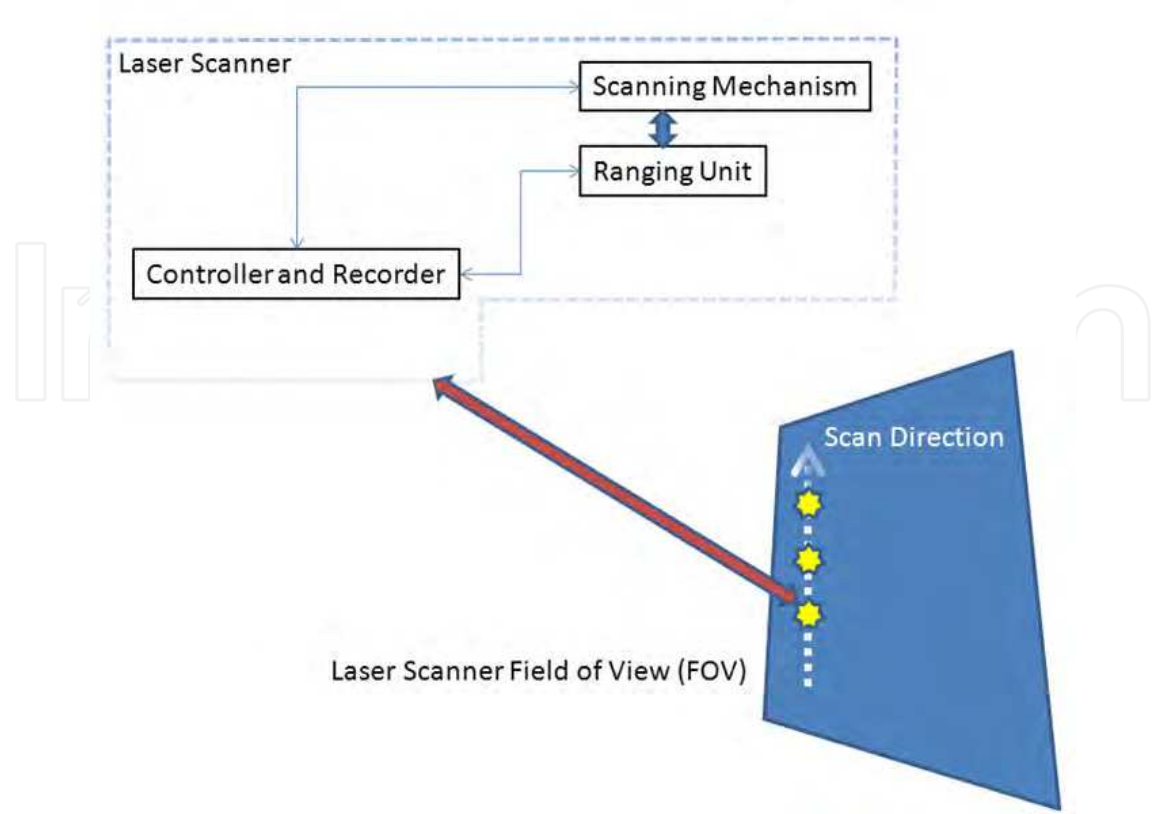 Laser Scanner
Scanning Mechanism
Ranging Unit
Controller and Recorder
Scan Direction
Laser Scanner Field of View (FOV)